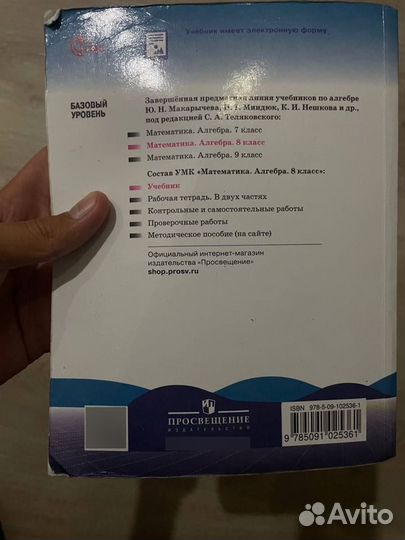 Учебник имеет электронную форму
БАЗОВЫЙ
УРОВЕНЬ
Завершённая предметная линия учебников по алгебре
Ю. Н. Макарычева, Н. Г. Миндюк, К. И. Нешкова и др.,
под редакцией С. А. Теляковского:
Математика. Алгебра. 7 класс
Математика. Алгебра. 8 класс
Математика. Алгебра. 9 класс
Состав УМК «Математика. Алгебра. 8 класс»:
Учебник
Рабочая тетрадь. В двух частях
Контрольные и самостоятельные работы
Проверочные работы
Методическое пособие (на сайте)
Официальный интернет-магазин
издательства "Просвещение"
shop.prosv.ru
ПРОСВЕЩЕНИЕ
ИЗДАТЕЛЬСТВО
ISBN 978-5-09-102536-1
9 785091 025361
Avito